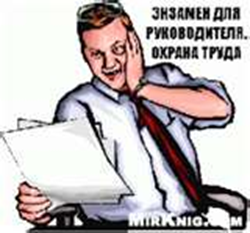 ЭКЗАМЕН ДЛЯ
РУКОВОДИТЕЛЯ..
ОХРАНА ТРУДА
MIRKNIG.COM